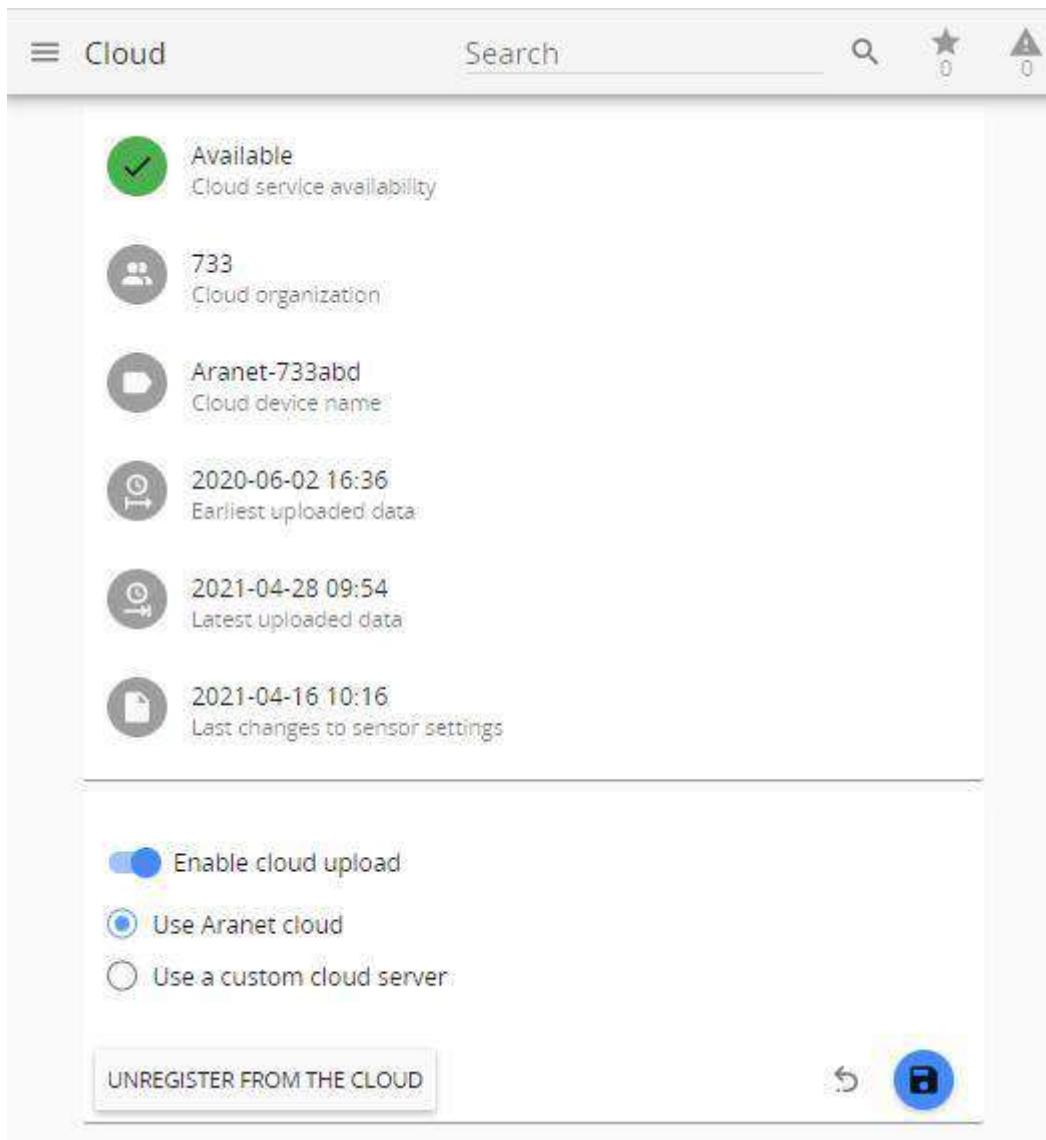 Cloud
Search
0
0
Available
Cloud service availability
733
Cloud organization
Aranet-733abd
Cloud device name
2020-06-02 16:36
Earliest uploaded data
2021-04-28 09:54
Latest uploaded data
2021-04-16 10:16
Last changes to sensor settings
Enable cloud upload
Use Aranet cloud
Use a custom cloud server
UNREGISTER FROM THE CLOUD